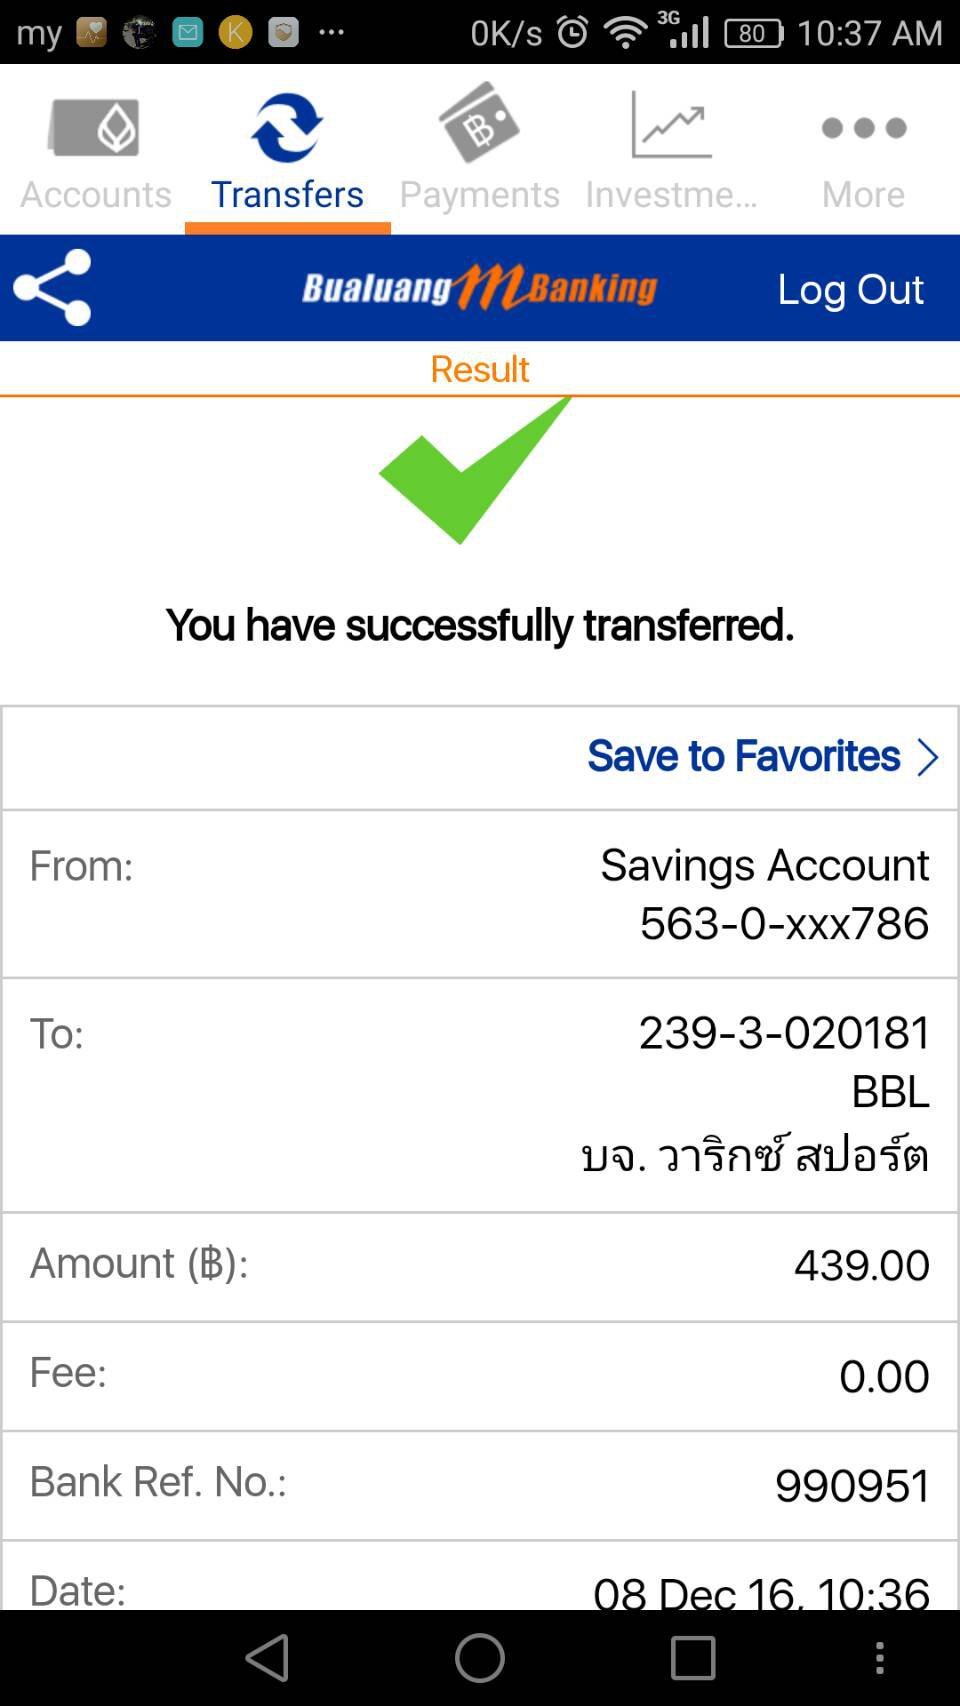 my ... 0K/s 3G 80 10:37 AM
Accounts Transfers Payments Investme... More
Bualuang mBanking Log Out
Result
You have successfully transferred.
Save to Favorites
From: Savings Account
563-0-xxx786
To: 239-3-020181
BBL
บจ. วาริกซ์ สปอร์ต
Amount (฿): 439.00
Fee: 0.00
Bank Ref. No.: 990951
Date: 08 Dec 16, 10:36